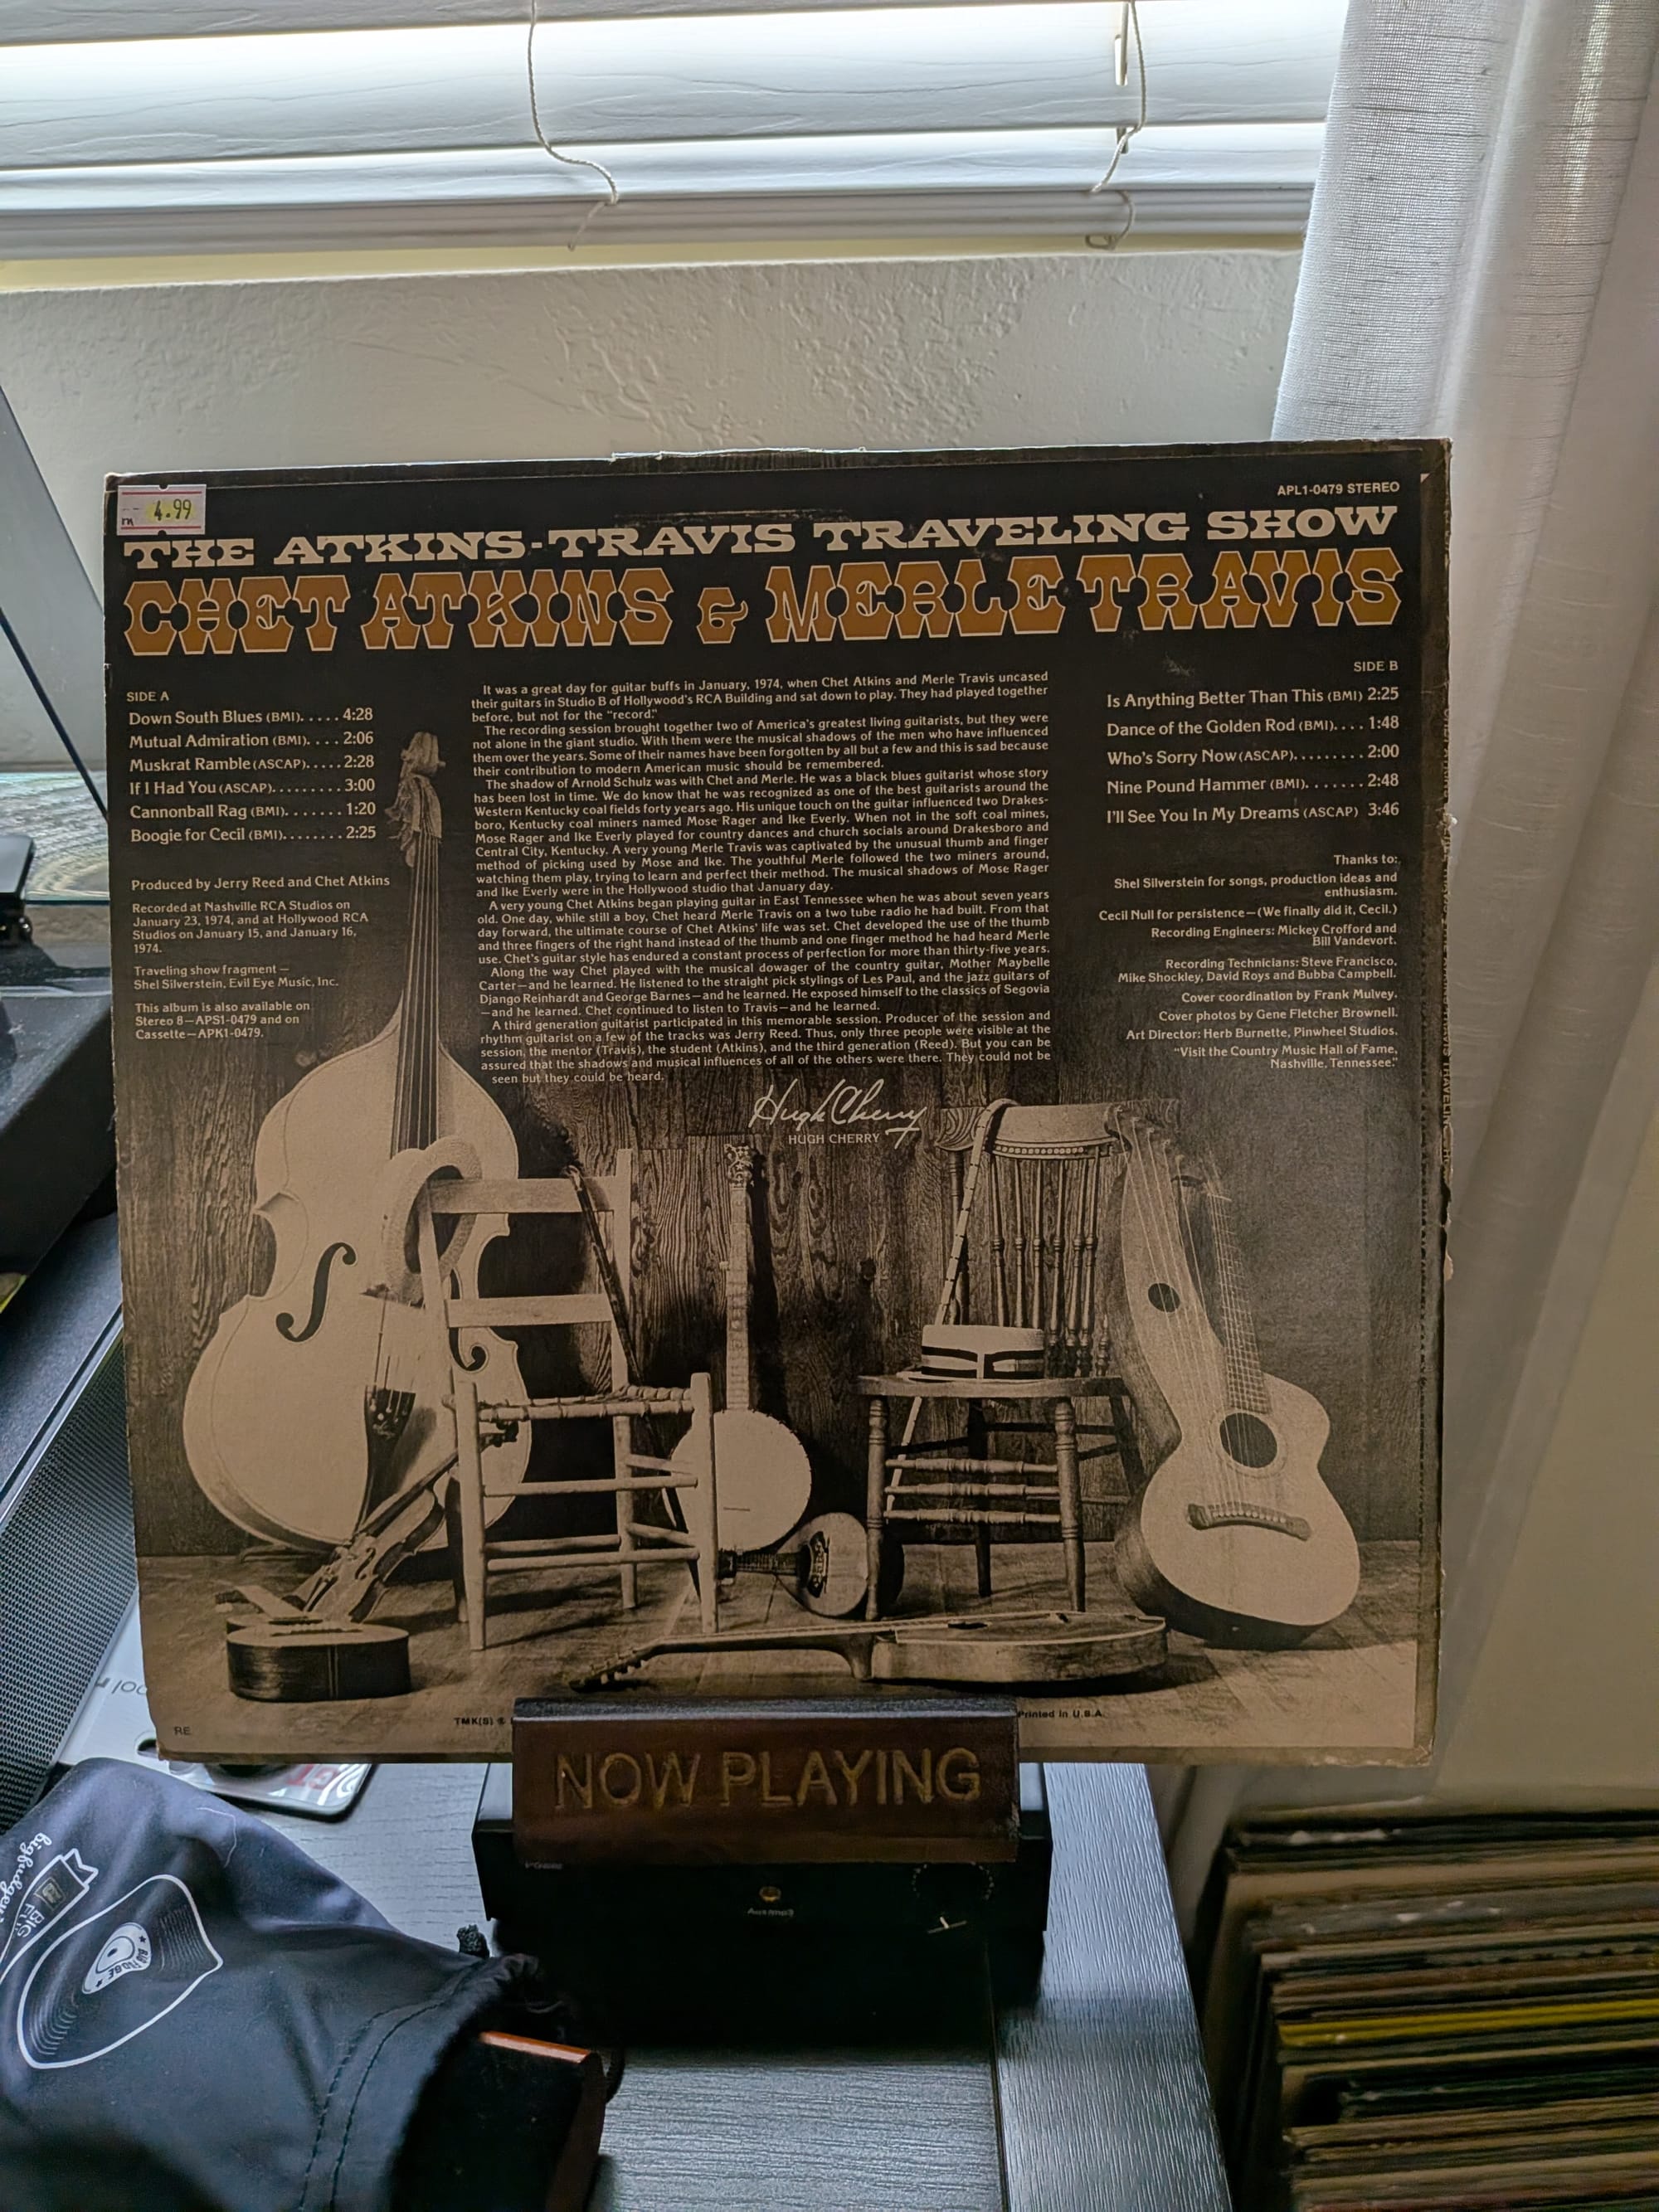 4.99
APL1-0479 STEREO
THE ATKINS-TRAVIS TRAVELING SHOW
CHET ATKINS & MERLE TRAVIS
SIDE A
Down South Blues (BMI)..... 4:28
Mutual Admiration (BMI).... 2:06
Muskrat Ramble (ASCAP)..... 2:28
If I Had You (ASCAP)......... 3:00
Cannonball Rag (BMI)....... 1:20
Boogie for Cecil (BMI)........ 2:25
Produced by Jerry Reed and Chet Atkins
Recorded at Nashville RCA Studios on
January 23, 1974, and at Hollywood RCA
Studios on January 15, and January 16,
1974.
Traveling show fragment —
Shel Silverstein, Evil Eye Music, Inc.
This album is also available on
Stereo 8—APS1-0479 and on
Cassette—APK1-0479.
It was a great day for guitar buffs in January, 1974, when Chet Atkins and Merle Travis uncased
their guitars in Studio B of Hollywood's RCA Building and sat down to play. They had played together
before, but not for the "record."
The recording session brought together two of America's greatest living guitarists, but they were
not alone in the giant studio. With them were the musical shadows of the men who have influenced
them over the years. Some of their names have been forgotten by all but a few and this is sad because
their contribution to modern American music should be remembered.
The shadow of Arnold Schulz was with Chet and Merle. He was a black blues guitarist whose story
has been lost in time. We do know that he was recognized as one of the best guitarists around the
Western Kentucky coal fields forty years ago. His unique touch on the guitar influenced two Drakes-
boro, Kentucky coal miners named Mose Rager and Ike Everly. When not in the soft coal mines,
Mose Rager and Ike Everly played for country dances and church socials around Drakesboro and
Central City, Kentucky. A very young Merle Travis was captivated by the unusual thumb and finger
method of picking used by Mose and Ike. The youthful Merle followed the two miners around,
watching them play, trying to learn and perfect their method. The musical shadows of Mose Rager
and Ike Everly were in the Hollywood studio that January day.
A very young Chet Atkins began playing guitar in East Tennessee when he was about seven years
old. One day, while still a boy, Chet heard Merle Travis on a two tube radio he had built. From that
day forward, the ultimate course of Chet Atkins' life was set. Chet developed the use of the thumb
and three fingers of the right hand instead of the thumb and one finger method he had heard Merle
use. Chet's guitar style has endured a constant process of perfection for more than thirty-five years.
Along the way Chet played with the musical dowager of the country guitar, Mother Maybelle
Carter—and he learned. He listened to the straight pick stylings of Les Paul, and the jazz guitars of
Django Reinhardt and George Barnes—and he learned. He exposed himself to the classics of Segovia
—and he learned. Chet continued to listen to Travis—and he learned.
A third generation guitarist participated in this memorable session. Producer of the session and
rhythm guitarist on a few of the tracks was Jerry Reed. Thus, only three people were visible at the
session, the mentor (Travis), the student (Atkins), and the third generation (Reed). But you can be
assured that the shadows and musical influences of all of the others were there. They could not be
seen but they could be heard.
Hugh Cherry
HUGH CHERRY
SIDE B
Is Anything Better Than This (BMI) 2:25
Dance of the Golden Rod (BMI).... 1:48
Who's Sorry Now (ASCAP)......... 2:00
Nine Pound Hammer (BMI)....... 2:48
I'll See You In My Dreams (ASCAP) 3:46
Thanks to:
Shel Silverstein for songs, production ideas and
enthusiasm.
Cecil Null for persistence—(We finally did it, Cecil.)
Recording Engineers: Mickey Crofford and
Bill Vandevort.
Recording Technicians: Steve Francisco,
Mike Shockley, David Roys and Bubba Campbell.
Cover coordination by Frank Mulvey.
Cover photos by Gene Fletcher Brownell.
Art Director: Herb Burnette, Pinwheel Studios.
"Visit the Country Music Hall of Fame,
Nashville, Tennessee."
RE
TMK(S) ®
Printed in U.S.A.
NOW PLAYING
Aux (mp3)
BIG FUDGE